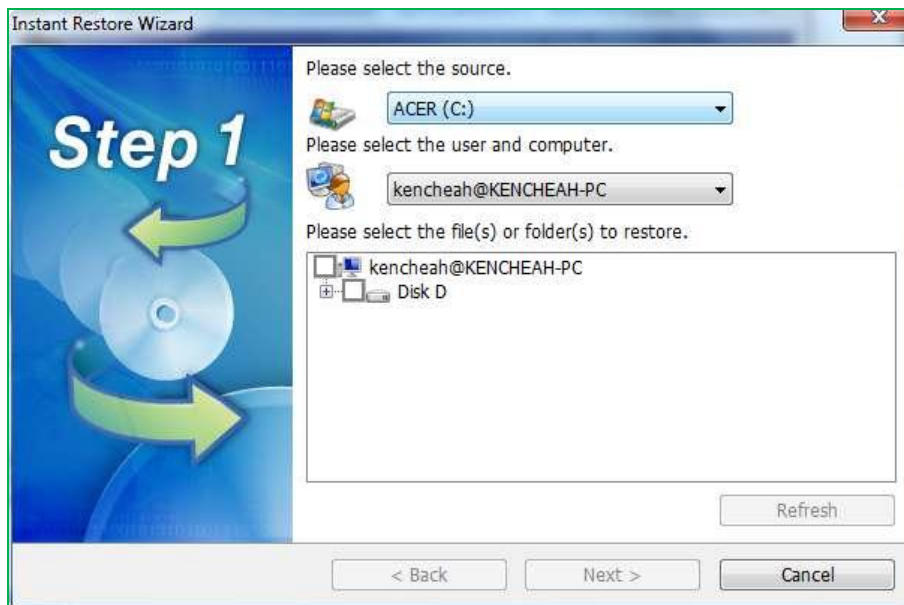 Instant Restore Wizard
Step 1
Please select the source.
ACER (C:)
Please select the user and computer.
kencheah@KENCHEAH-PC
Please select the file(s) or folder(s) to restore.
kencheah@KENCHEAH-PC
Disk D
Refresh
< Back
Next >
Cancel